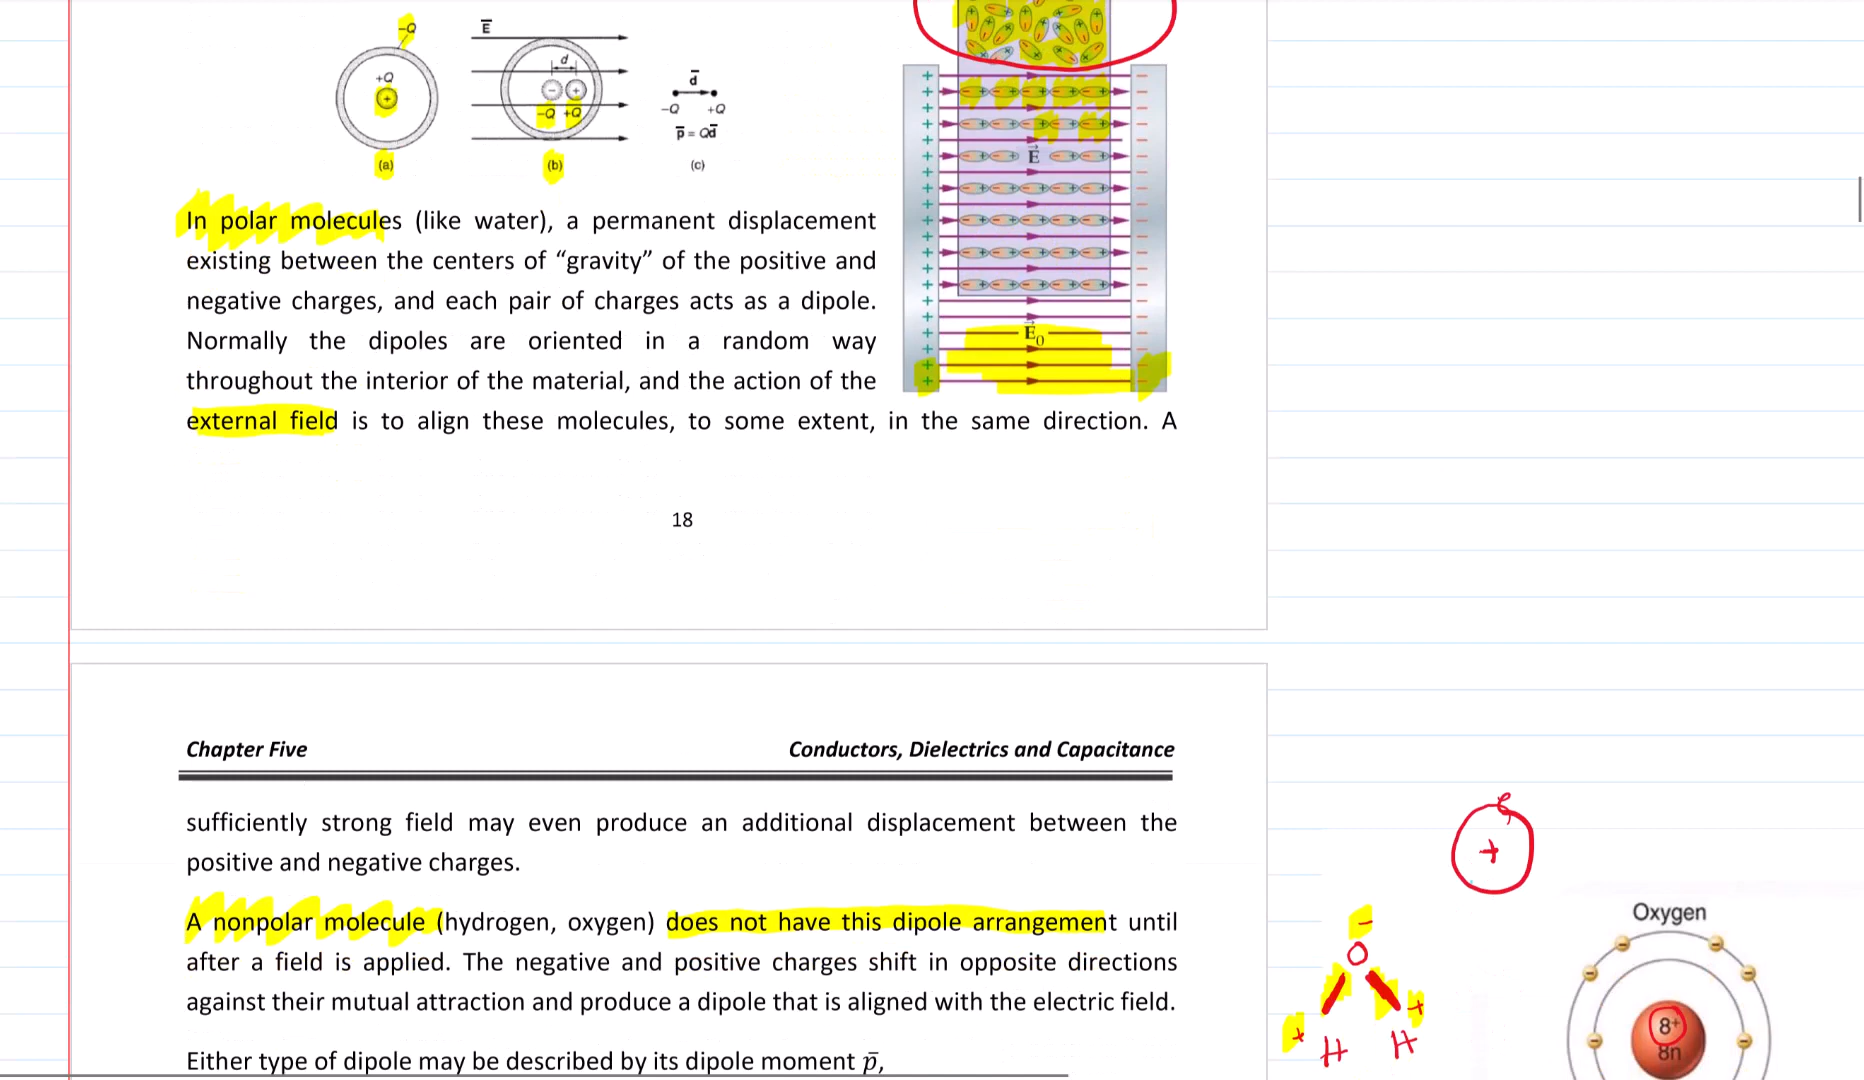 -Q
+Q
+
(a)
E̅
d
- +
-Q +Q
(b)
d̅
-Q +Q
p̅ = Qd̅
(c)
E⃗
E⃗₀
In polar molecules (like water), a permanent displacement
existing between the centers of “gravity” of the positive and
negative charges, and each pair of charges acts as a dipole.
Normally the dipoles are oriented in a random way
throughout the interior of the material, and the action of the
external field is to align these molecules, to some extent, in the same direction. A
18
Chapter Five Conductors, Dielectrics and Capacitance
sufficiently strong field may even produce an additional displacement between the
positive and negative charges.
A nonpolar molecule (hydrogen, oxygen) does not have this dipole arrangement until
after a field is applied. The negative and positive charges shift in opposite directions
against their mutual attraction and produce a dipole that is aligned with the electric field.
Either type of dipole may be described by its dipole moment p̅,
+
-
O
+ +
H H
Oxygen
8+
8n